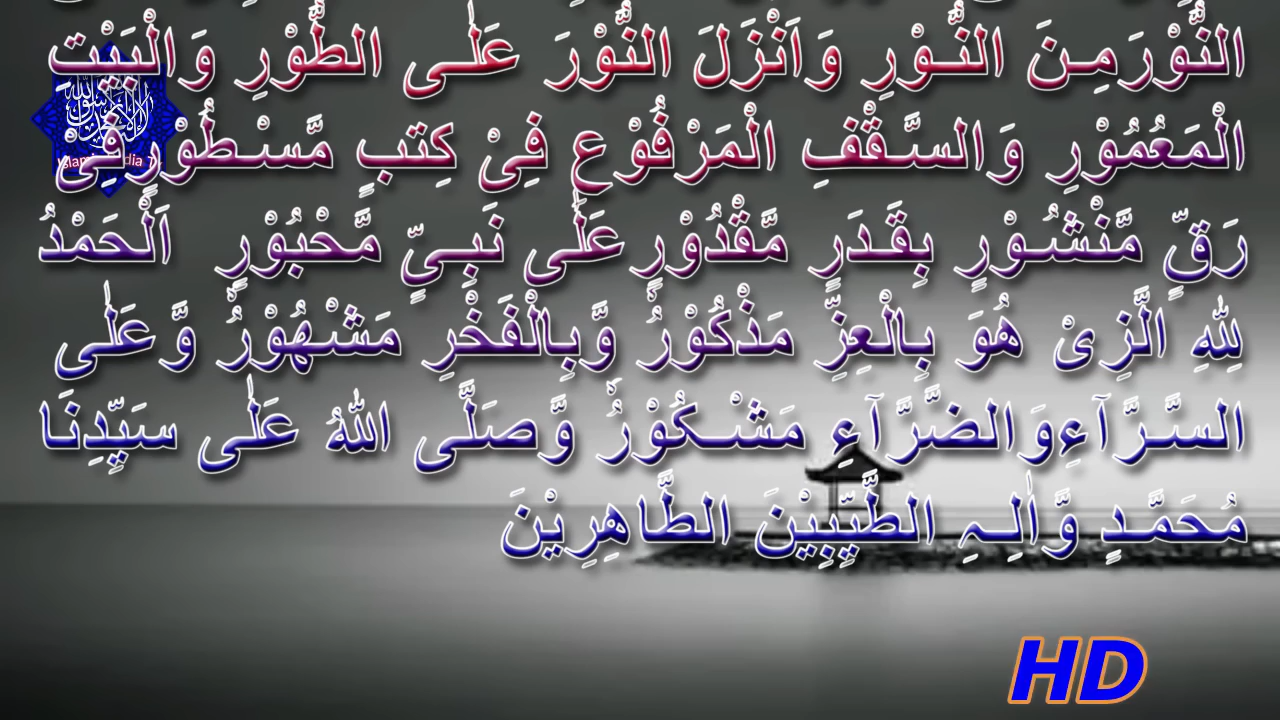 النُّوْرَمِنَ النُّوْرِ وَاَنْزَلَ النُّوْرَ عَلٰى الطُّوْرِ وَالْبَيْتِ
الْمَعُمُوْرِ وَالسَّقْفِ الْمَرْفُوْعِ فِىْ كِتٰبٍ مَّسْطُوْرٍفِىْ
رَقٍّ مَّنْشُوْرٍ بِقَدَرٍ مَّقْدُوْرٍعَلٰى نَبِىٍّ مَّحْبُوْرٍ اَلْحَمْدُ
لِلّٰهِ الَّزِىْ هُوَ بِالْعِزِّ مَذْكُوْرٌ وَّبِالْفَخْرِ مَشْهُوْرٌ وَّعَلٰى
السَّرَّآءِوَالضَّرَّآءِ مَشْكُوْرٌ وَّصَلَّى اللّٰهُ عَلٰى سَيِّدِنَا
مُحَمَّدٍ وَّاٰلِہِ الطَّيِّبِيْنَ الطَّاهِرِيْنَ
HD